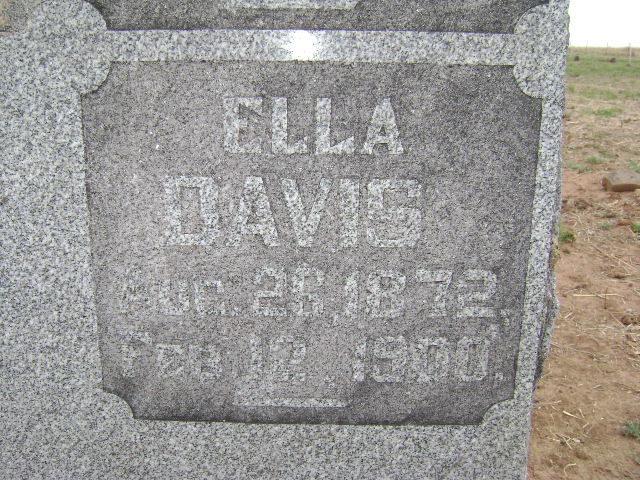 ELLA
DAVIS
AUG. 26, 1872.
FEB 12, 1900.